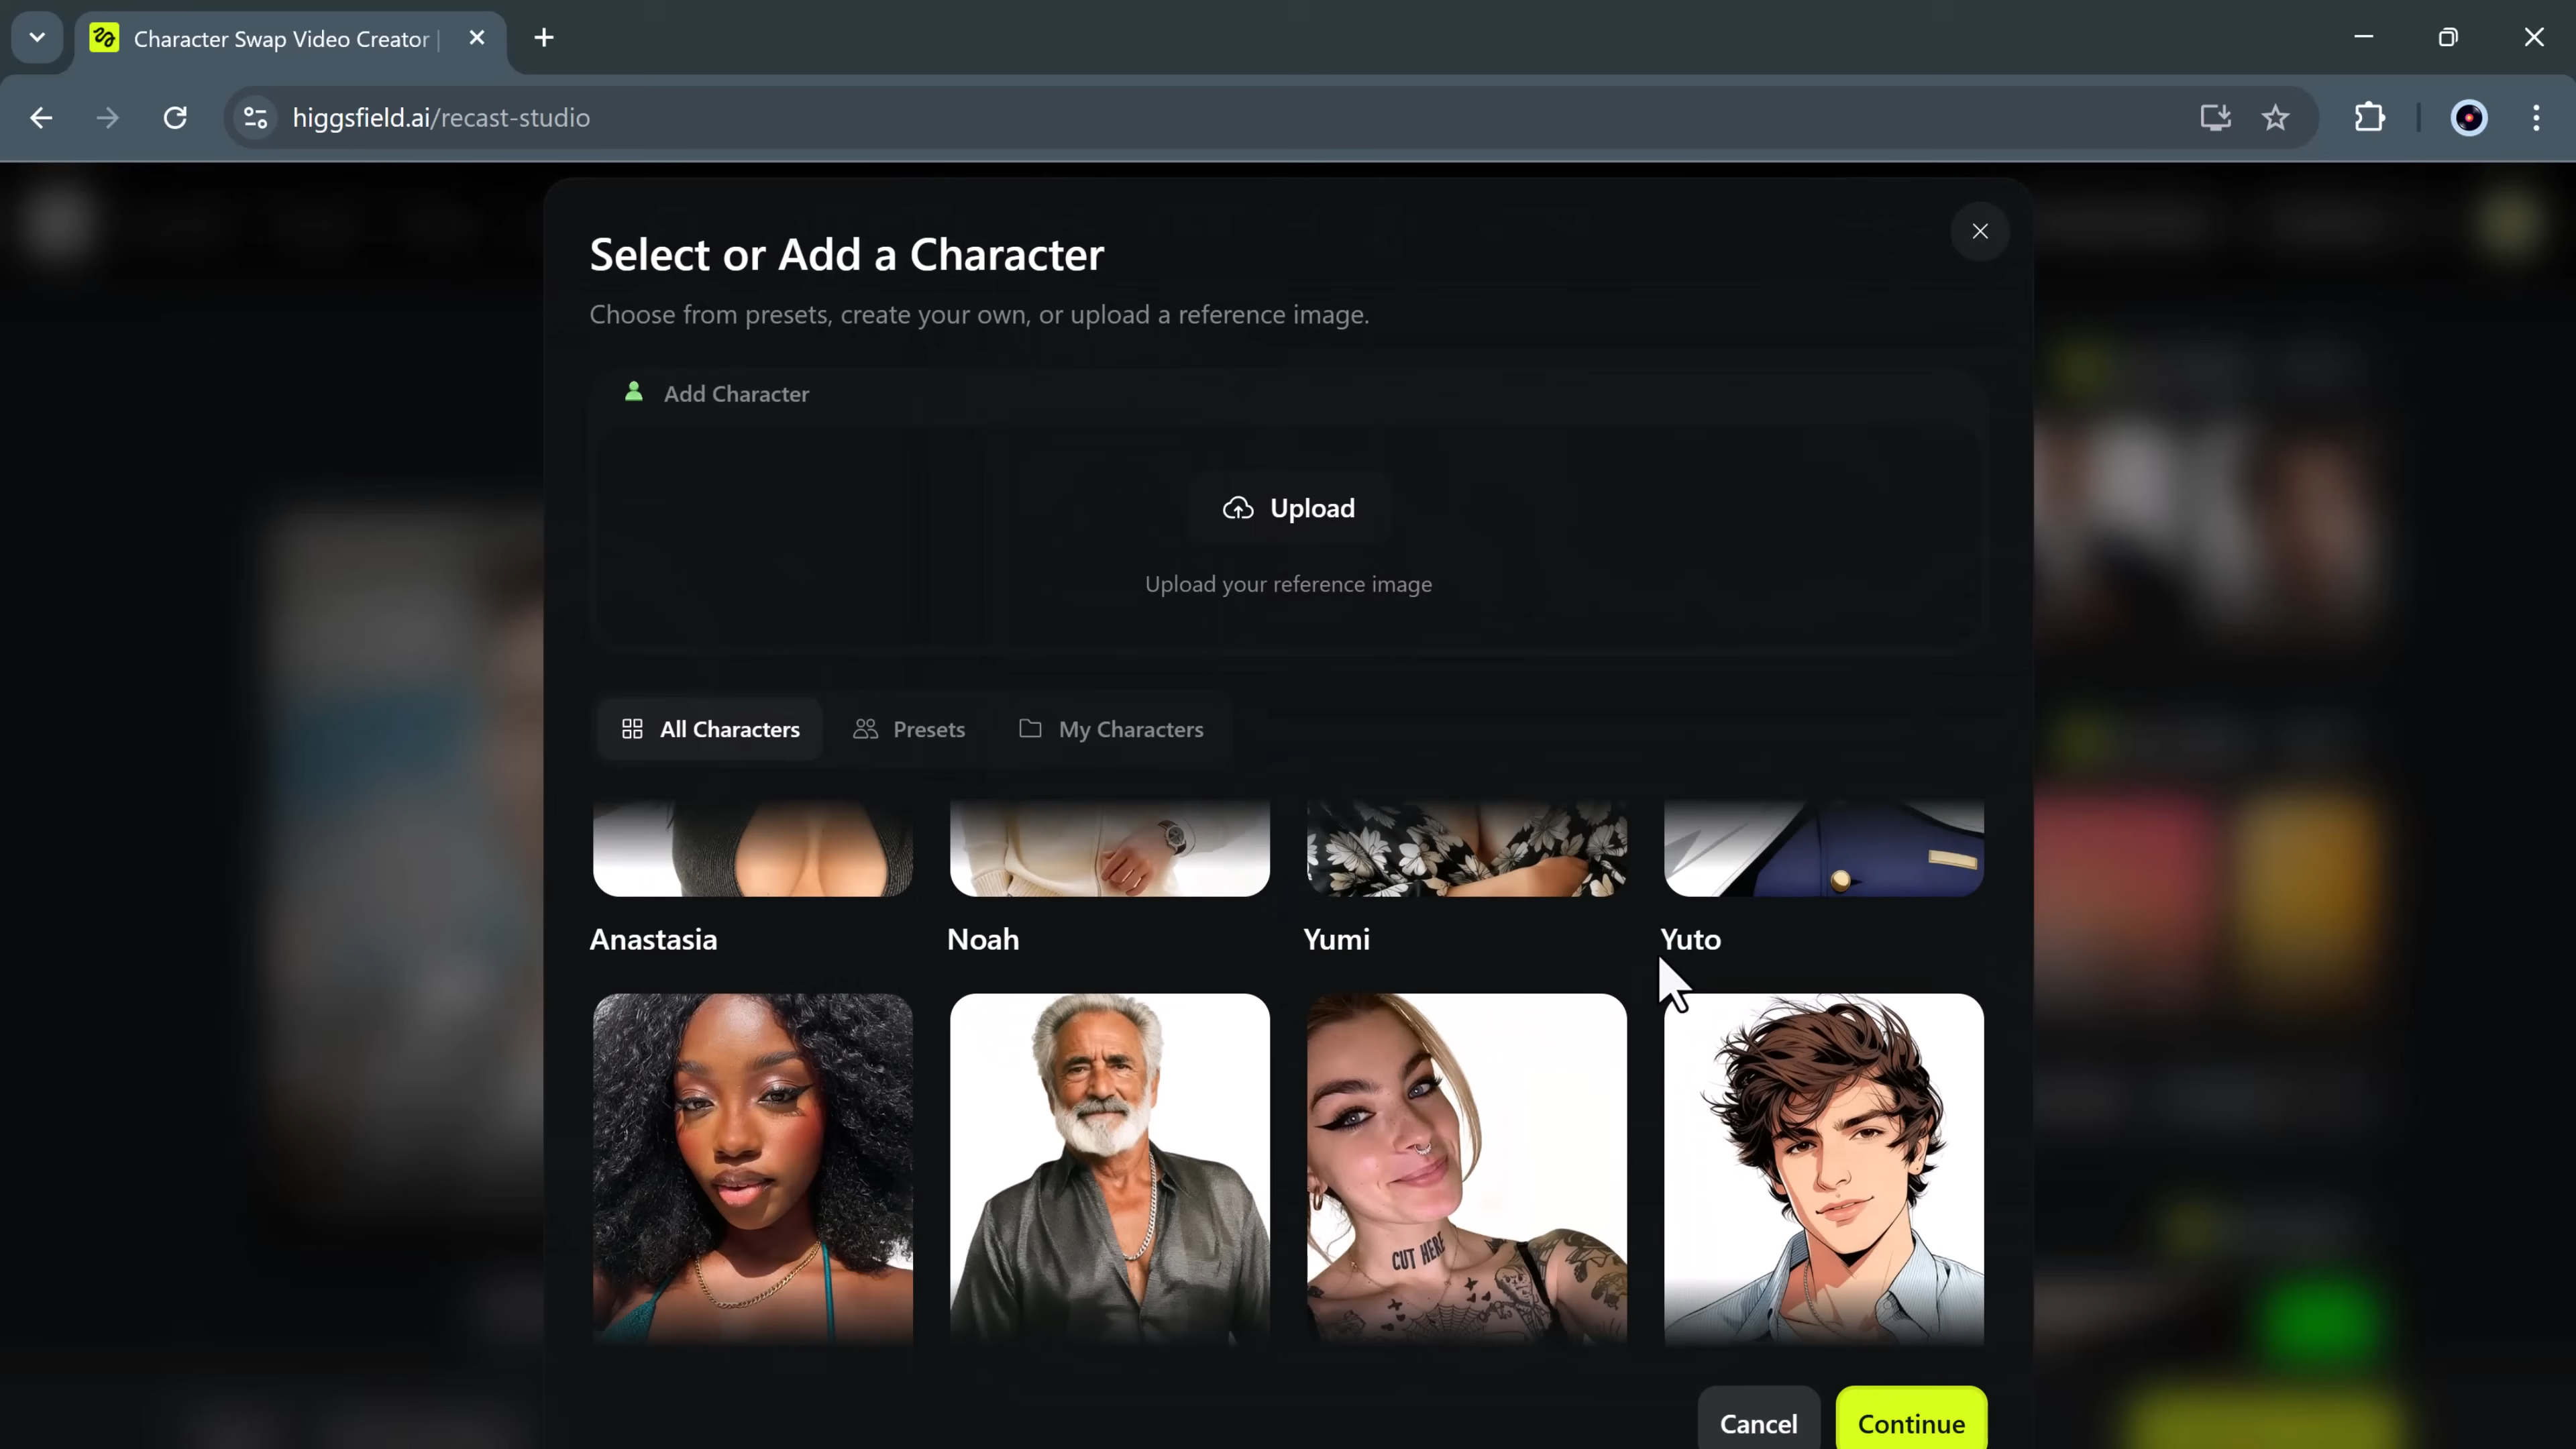 Character Swap Video Creator |
higgsfield.ai/recast-studio
Select or Add a Character
Choose from presets, create your own, or upload a reference image.
Add Character
Upload
Upload your reference image
All Characters
Presets
My Characters
Anastasia
Noah
Yumi
Yuto
CUT HERE
Cancel
Continue